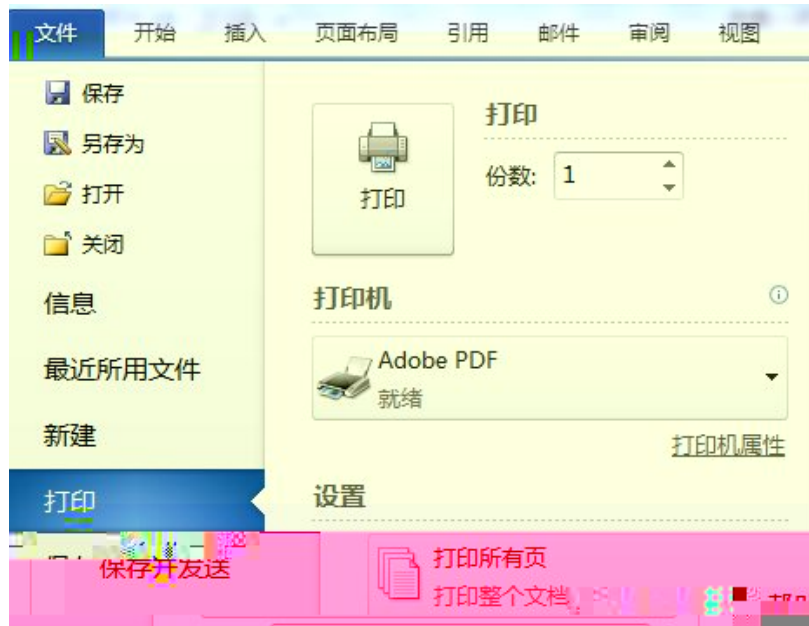 文件 开始 插入 页面布局 引用 邮件 审阅 视图
保存
另存为
打开
关闭
信息
最近所用文件
新建
打印
保存并发送
打印
打印
份数: 1
打印机
Adobe PDF
就绪
打印机属性
设置
打印所有页
打印整个文档